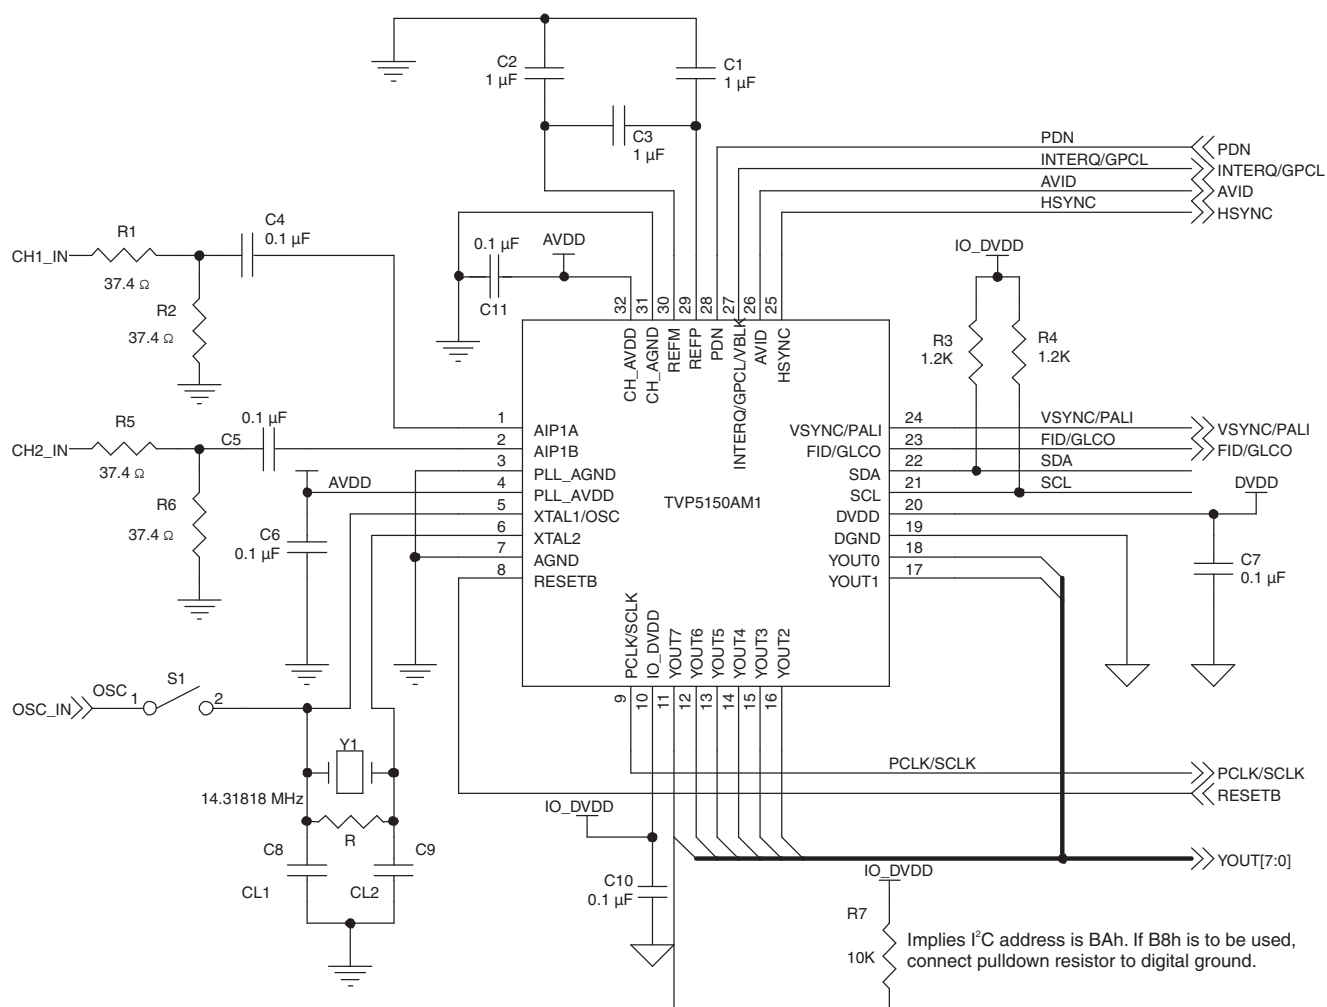 C2
1 µF
C1
1 µF
C3
1 µF
PDN
PDN
INTERQ/GPCL
INTERQ/GPCL
AVID
AVID
HSYNC
HSYNC
R1
CH1_IN
37.4 Ω
C4
0.1 µF
R2
37.4 Ω
0.1 µF
AVDD
C11
IO_DVDD
R3
1.2K
R4
1.2K
32
31
30
29
28
27
26
25
CH_AVDD
CH_AGND
REFM
REFP
PDN
INTERQ/GPCL/VBLK
AVID
HSYNC
R5
CH2_IN
37.4 Ω
0.1 µF
C5
R6
37.4 Ω
AVDD
C6
0.1 µF
1
AIP1A
2
AIP1B
3
PLL_AGND
4
PLL_AVDD
5
XTAL1/OSC
6
XTAL2
7
AGND
8
RESETB
TVP5150AM1
VSYNC/PALI
24
VSYNC/PALI
VSYNC/PALI
FID/GLCO
23
FID/GLCO
FID/GLCO
SDA
22
SDA
SCL
21
SCL
DVDD
20
DVDD
DGND
19
YOUT0
18
YOUT1
17
C7
0.1 µF
PCLK/SCLK
IO_DVDD
YOUT7
YOUT6
YOUT5
YOUT4
YOUT3
YOUT2
9
10
11
12
13
14
15
16
OSC_IN
OSC
1
S1
2
Y1
14.31818 MHz
R
C8
CL1
C9
CL2
PCLK/SCLK
PCLK/SCLK
RESETB
IO_DVDD
C10
0.1 µF
YOUT[7:0]
IO_DVDD
R7
10K
Implies I²C address is BAh. If B8h is to be used,
connect pulldown resistor to digital ground.